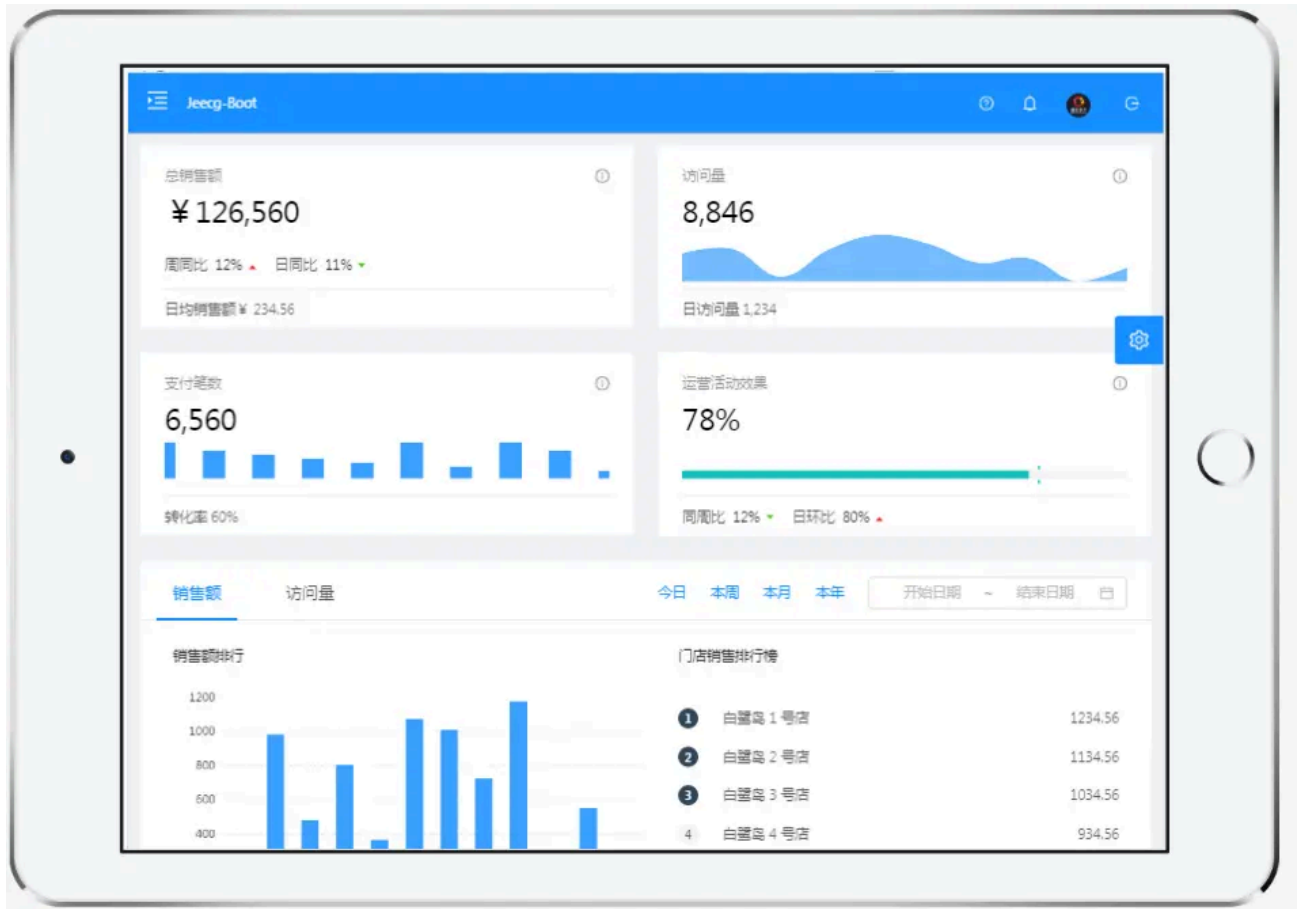 Jeecg-Boot
总销售额
¥ 126,560
周同比 12% 日同比 11%
日均销售额¥ 234.56
访问量
8,846
日访问量 1,234
支付笔数
6,560
转化率 60%
运营活动效果
78%
同周比 12% 日环比 80%
销售额 访问量 今日 本周 本月 本年 开始日期 ~ 结束日期
销售额排行
1200
1000
800
600
400
门店销售排行榜
1 白鹭岛 1 号店 1234.56
2 白鹭岛 2 号店 1134.56
3 白鹭岛 3 号店 1034.56
4 白鹭岛 4 号店 934.56